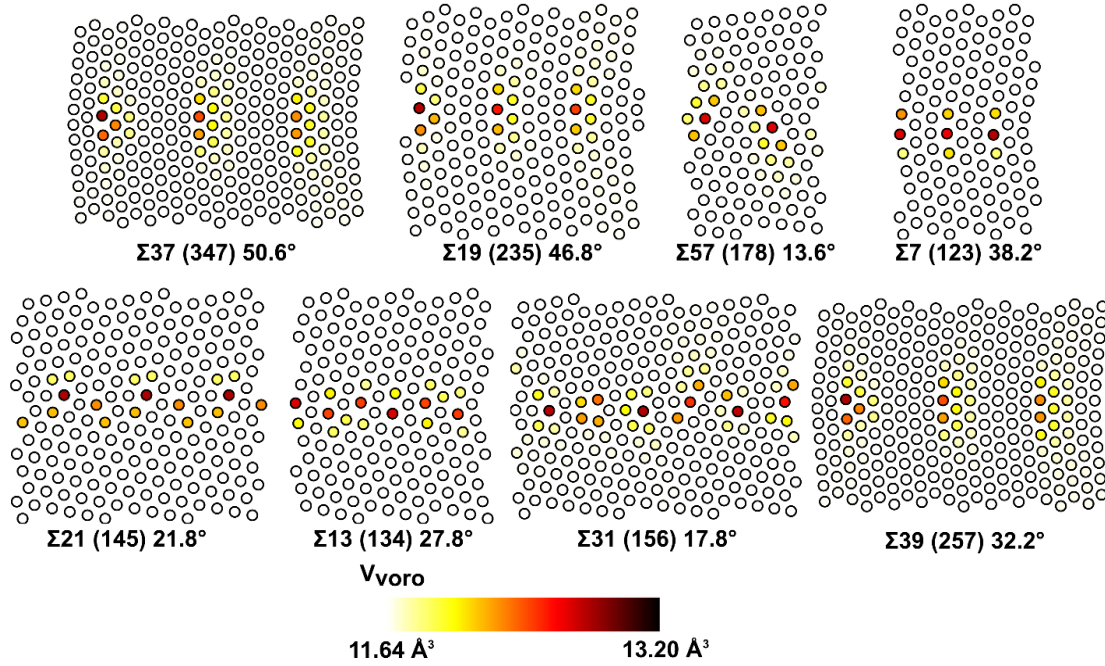 Σ37 (347) 50.6°
Σ19 (235) 46.8°
Σ57 (178) 13.6°
Σ7 (123) 38.2°
Σ21 (145) 21.8°
Σ13 (134) 27.8°
Σ31 (156) 17.8°
Σ39 (257) 32.2°
Vvoro
11.64 Å³
13.20 Å³